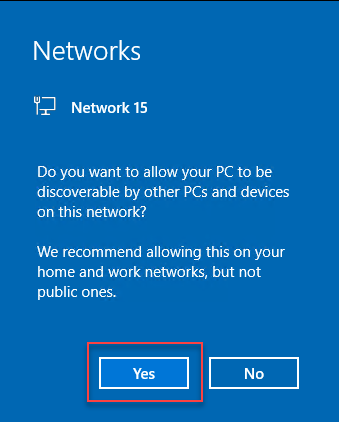 Networks
Network 15
Do you want to allow your PC to be
discoverable by other PCs and devices
on this network?
We recommend allowing this on your
home and work networks, but not
public ones.
Yes
No